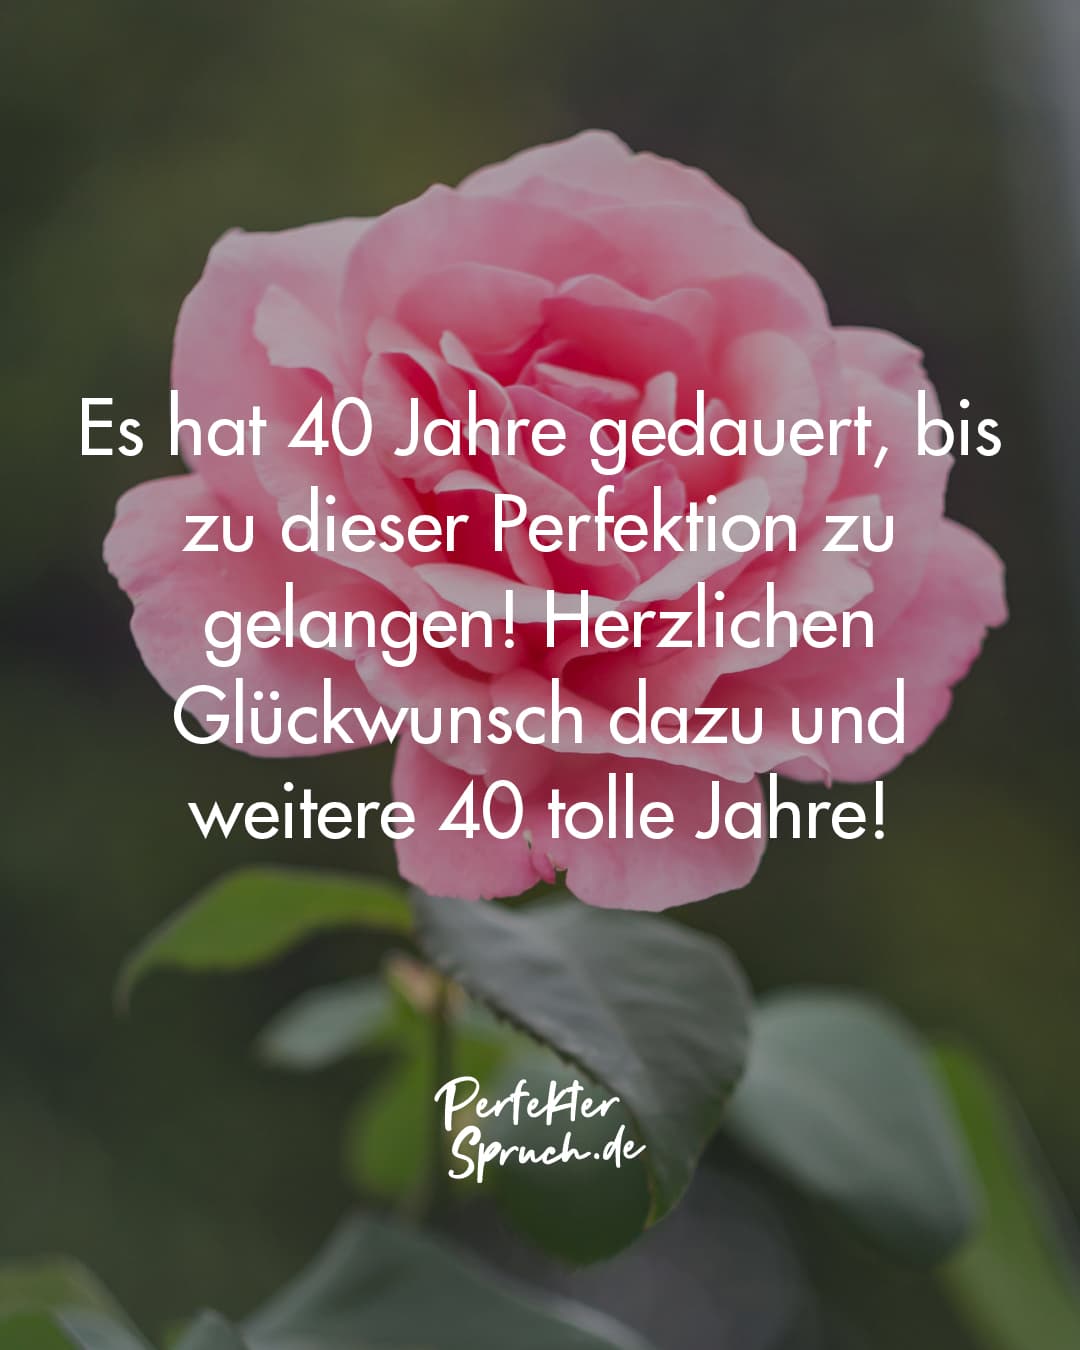 Es hat 40 Jahre gedauert, bis
zu dieser Perfektion zu
gelangen! Herzlichen
Glückwunsch dazu und
weitere 40 tolle Jahre!
Perfekter
Spruch.de